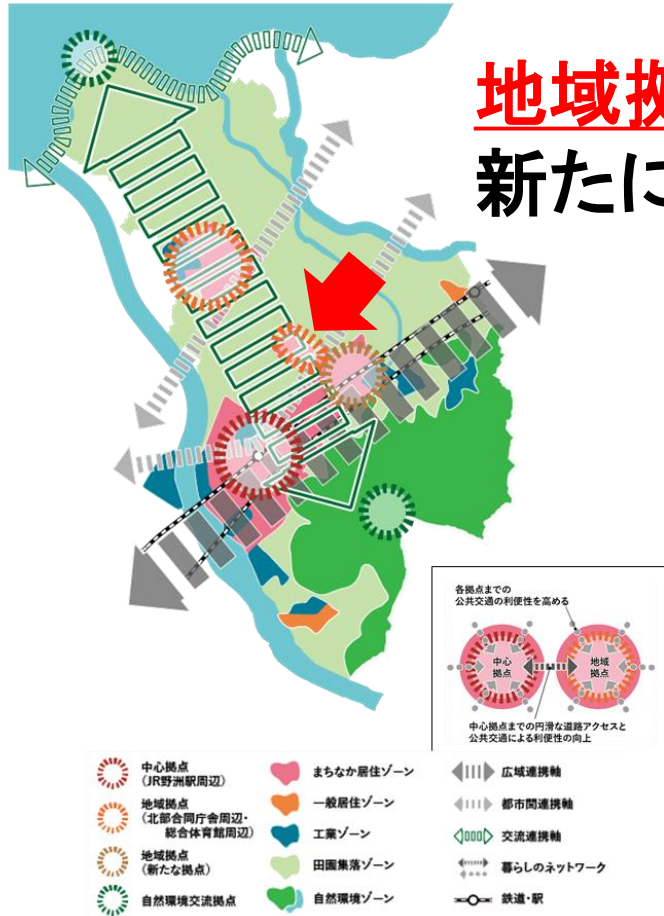 地域拠
新たに
各拠点までの
公共交通の利便性を高める
中心
拠点
地域
拠点
中心拠点までの円滑な道路アクセスと
公共交通による利便性の向上
中心拠点
(JR野洲駅周辺)
地域拠点
(北部合同庁舎周辺・
総合体育館周辺)
地域拠点
(新たな拠点)
自然環境交流拠点
まちなか居住ゾーン
一般居住ゾーン
工業ゾーン
田園集落ゾーン
自然環境ゾーン
広域連携軸
都市間連携軸
交流連携軸
暮らしのネットワーク
鉄道・駅